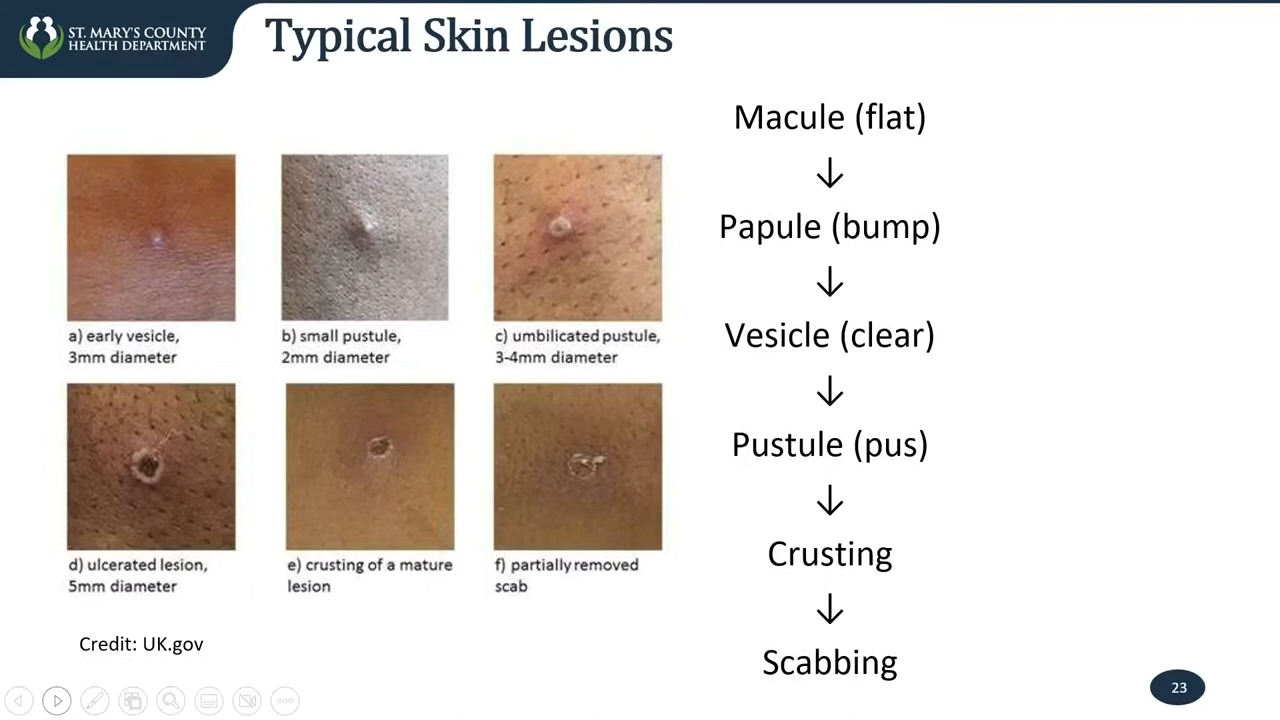 ST. MARY'S COUNTY
HEALTH DEPARTMENT
Typical Skin Lesions
a) early vesicle,
3mm diameter
b) small pustule,
2mm diameter
c) umbilicated pustule,
3-4mm diameter
d) ulcerated lesion,
5mm diameter
e) crusting of a mature
lesion
f) partially removed
scab
Credit: UK.gov
Macule (flat)
↓
Papule (bump)
↓
Vesicle (clear)
↓
Pustule (pus)
↓
Crusting
↓
Scabbing
23